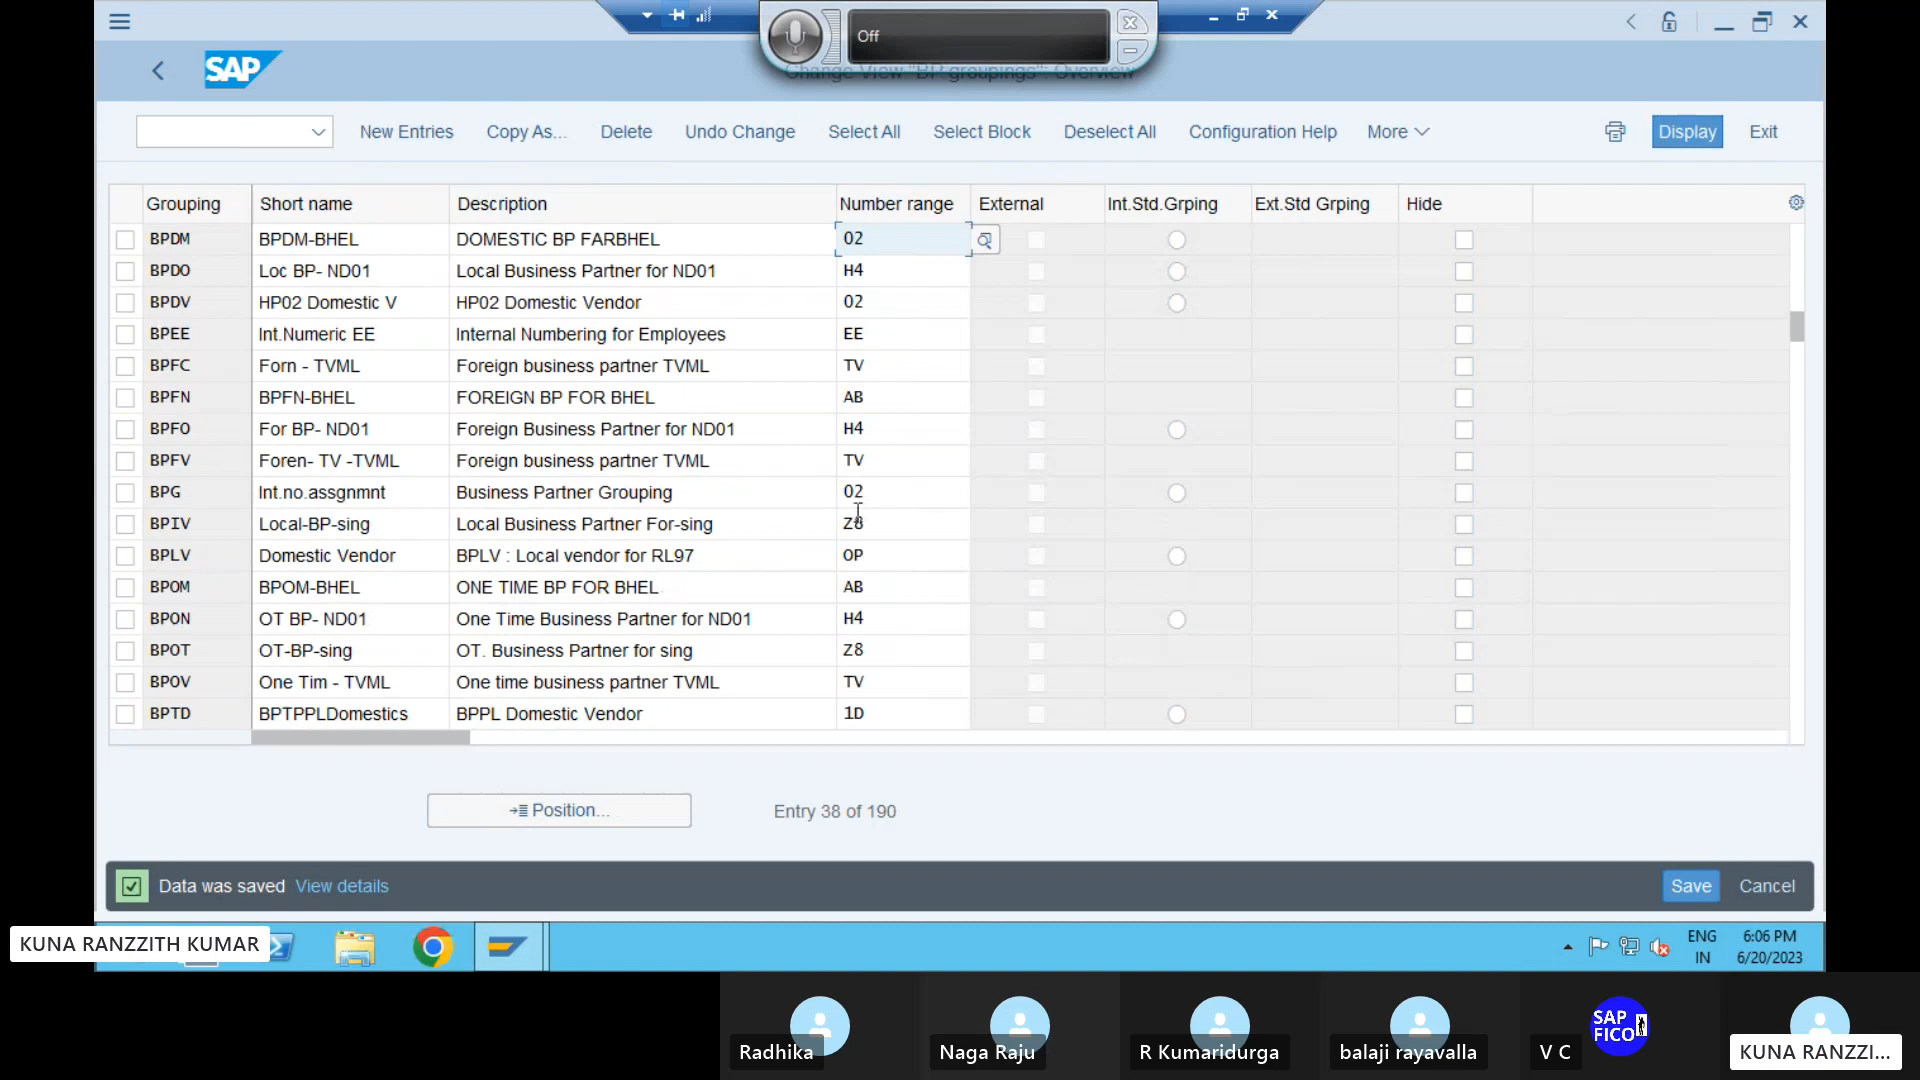 Off
SAP
Change View "BP groupings": Overview
New Entries Copy As... Delete Undo Change Select All Select Block Deselect All Configuration Help More Display Exit
Grouping Short name Description Number range External Int.Std.Grping Ext.Std Grping Hide
BPDM BPDM-BHEL DOMESTIC BP FARBHEL 02
BPDO Loc BP- ND01 Local Business Partner for ND01 H4
BPDV HP02 Domestic V HP02 Domestic Vendor 02
BPEE Int.Numeric EE Internal Numbering for Employees EE
BPFC Forn - TVML Foreign business partner TVML TV
BPFN BPFN-BHEL FOREIGN BP FOR BHEL AB
BPFO For BP- ND01 Foreign Business Partner for ND01 H4
BPFV Foren- TV -TVML Foreign business partner TVML TV
BPG Int.no.assgnmnt Business Partner Grouping 02
BPIV Local-BP-sing Local Business Partner For-sing Z8
BPLV Domestic Vendor BPLV : Local vendor for RL97 OP
BPOM BPOM-BHEL ONE TIME BP FOR BHEL AB
BPON OT BP- ND01 One Time Business Partner for ND01 H4
BPOT OT-BP-sing OT. Business Partner for sing Z8
BPOV One Tim - TVML One time business partner TVML TV
BPTD BPTPPLDomestics BPPL Domestic Vendor 1D
Position... Entry 38 of 190
Data was saved View details Save Cancel
KUNA RANZZITH KUMAR
ENG 6:06 PM
IN 6/20/2023
SAP
FICO
Radhika Naga Raju R Kumaridurga balaji rayavalla V C KUNA RANZZI...